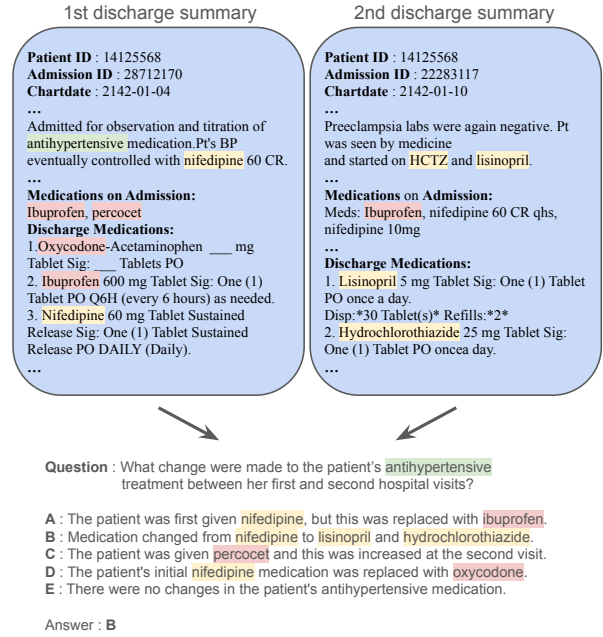 1st discharge summary
Patient ID : 14125568
Admission ID : 28712170
Chartdate : 2142-01-04
...
Admitted for observation and titration of
antihypertensive medication.Pt's BP
eventually controlled with nifedipine 60 CR.
...
Medications on Admission:
Ibuprofen, percocet
Discharge Medications:
1.Oxycodone-Acetaminophen ___ mg
Tablet Sig: ___ Tablets PO
2. Ibuprofen 600 mg Tablet Sig: One (1)
Tablet PO Q6H (every 6 hours) as needed.
3. Nifedipine 60 mg Tablet Sustained
Release Sig: One (1) Tablet Sustained
Release PO DAILY (Daily).
...
2nd discharge summary
Patient ID : 14125568
Admission ID : 22283117
Chartdate : 2142-01-10
...
Preeclampsia labs were again negative. Pt
was seen by medicine
and started on HCTZ and lisinopril.
...
Medications on Admission:
Meds: Ibuprofen, nifedipine 60 CR qhs,
nifedipine 10mg
...
Discharge Medications:
1. Lisinopril 5 mg Tablet Sig: One (1) Tablet
PO once a day.
Disp:*30 Tablet(s)* Refills:*2*
2. Hydrochlorothiazide 25 mg Tablet Sig:
One (1) Tablet PO oncea day.
...
Question : What change were made to the patient's antihypertensive
treatment between her first and second hospital visits?
A : The patient was first given nifedipine, but this was replaced with ibuprofen.
B : Medication changed from nifedipine to lisinopril and hydrochlorothiazide.
C : The patient was given percocet and this was increased at the second visit.
D : The patient's initial nifedipine medication was replaced with oxycodone.
E : There were no changes in the patient's antihypertensive medication.
Answer : B